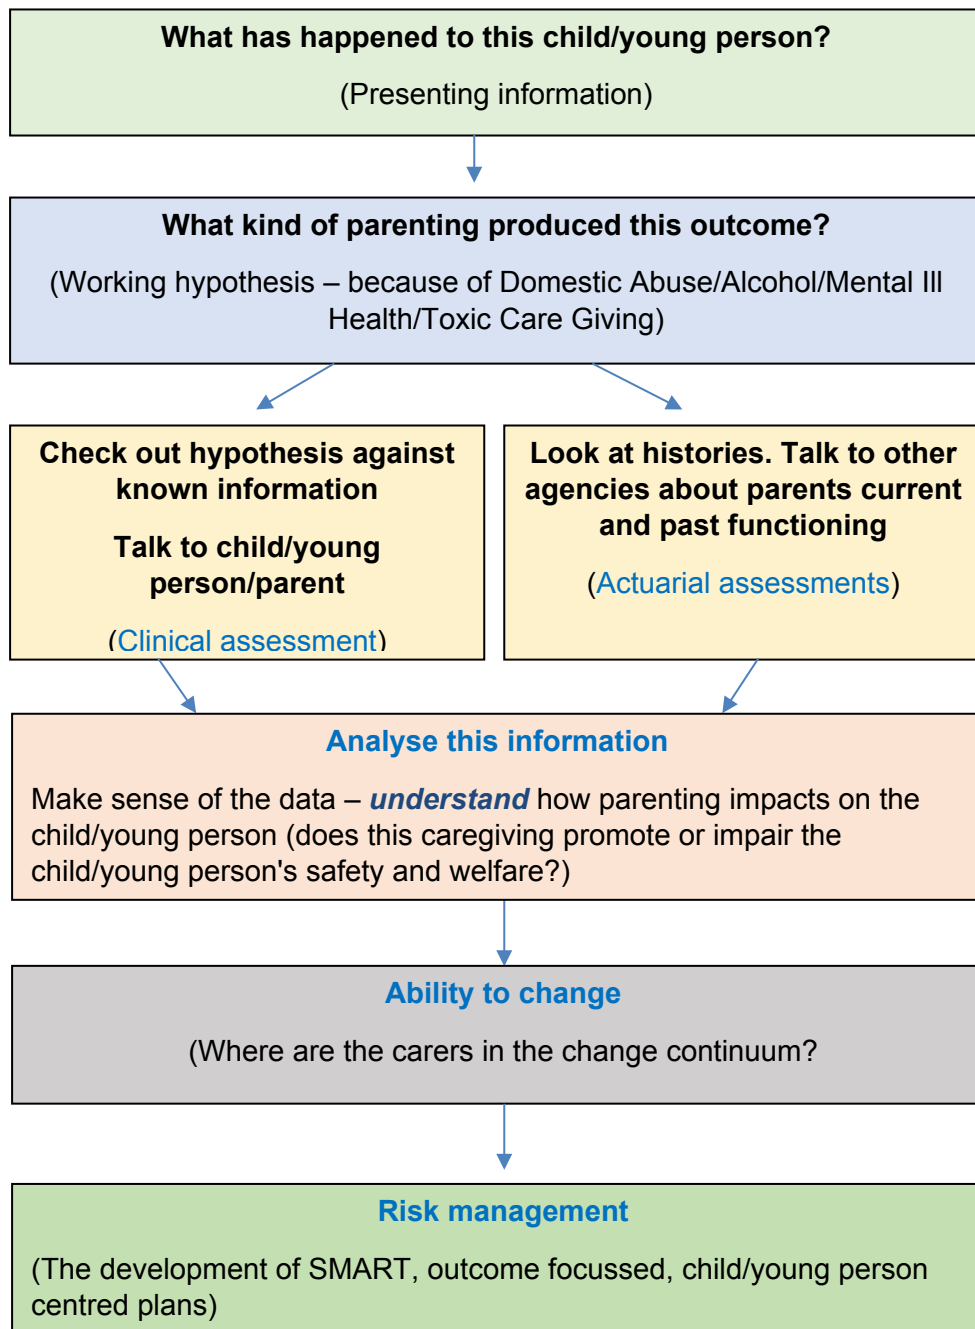 What has happened to this child/young person?
(Presenting information)
What kind of parenting produced this outcome?
(Working hypothesis – because of Domestic Abuse/Alcohol/Mental Ill
Health/Toxic Care Giving)
Check out hypothesis against
known information
Talk to child/young
person/parent
(Clinical assessment)
Look at histories. Talk to other
agencies about parents current
and past functioning
(Actuarial assessments)
Analyse this information
Make sense of the data – understand how parenting impacts on the
child/young person (does this caregiving promote or impair the
child/young person's safety and welfare?)
Ability to change
(Where are the carers in the change continuum?
Risk management
(The development of SMART, outcome focussed, child/young person
centred plans)